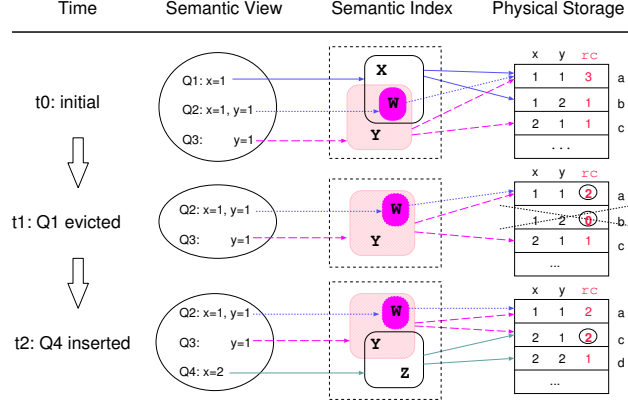 Time Semantic View Semantic Index Physical Storage
x y rc
t0: initial
Q1: x=1
Q2: x=1, y=1
Q3: y=1
X
W
Y
1 1 3 a
1 2 1 b
2 1 1 c
. . .
x y rc
t1: Q1 evicted
Q2: x=1, y=1
Q3: y=1
W
Y
1 1 2 a
1 2 0 b
2 1 1 c
...
x y rc
t2: Q4 inserted
Q2: x=1, y=1
Q3: y=1
Q4: x=2
W
Y
Z
1 1 2 a
2 1 2 c
2 2 1 d
...